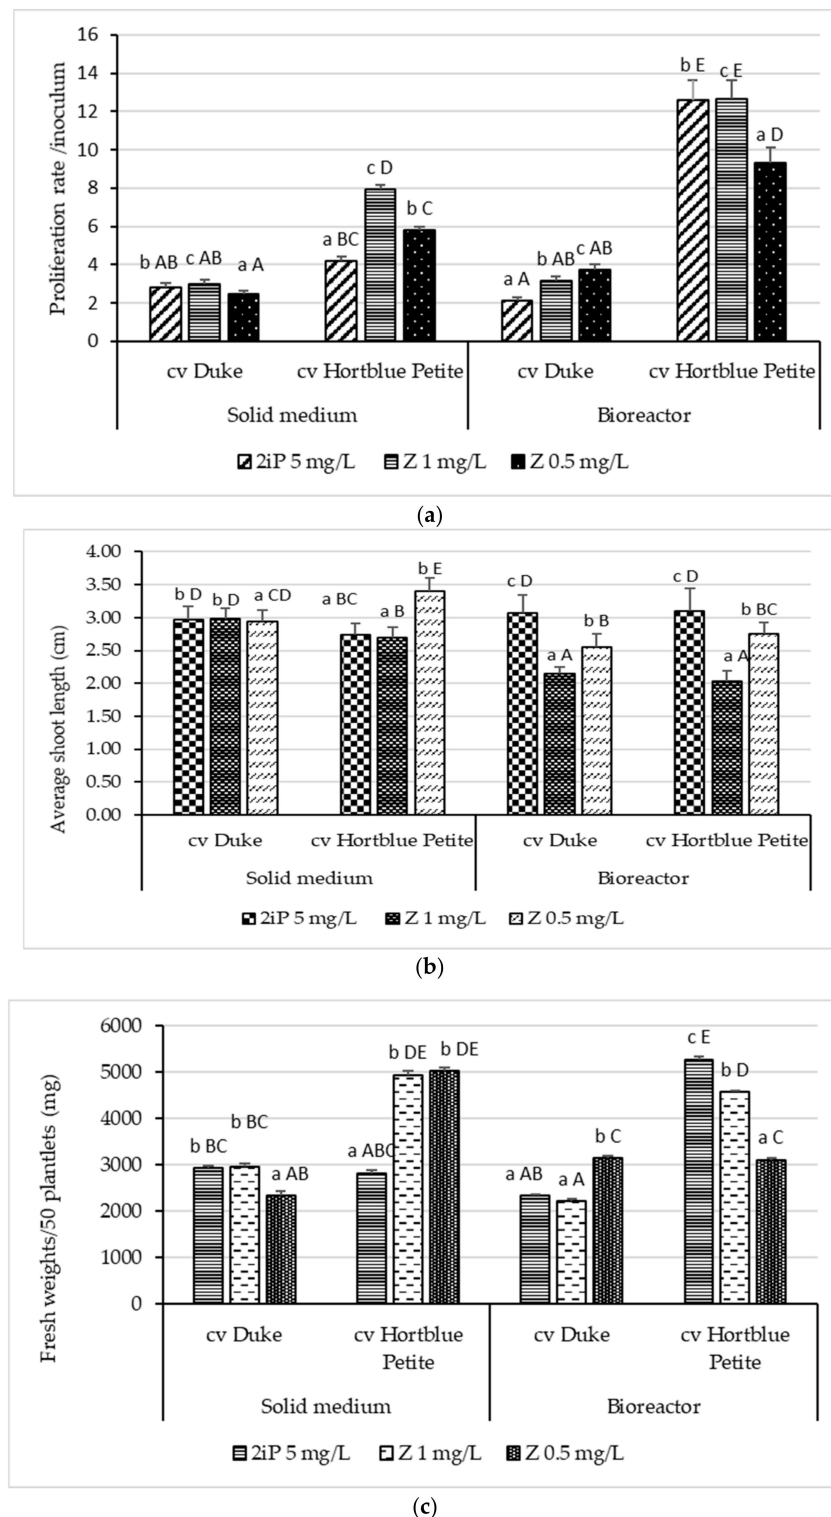 16
14
12
10
8
6
4
2
0
Proliferation rate /inoculum
b AB c AB a A
a BC c D b C
a A b AB c AB
b E c E a D
cv Duke cv Hortblue Petite cv Duke cv Hortblue Petite
Solid medium Bioreactor
2iP 5 mg/L Z 1 mg/L Z 0.5 mg/L
(a)
4.00
3.50
3.00
2.50
2.00
1.50
1.00
0.50
0.00
Average shoot length (cm)
b D b D a CD
a BC a B b E
c D a A b B
c D a A b BC
cv Duke cv Hortblue Petite cv Duke cv Hortblue Petite
Solid medium Bioreactor
2iP 5 mg/L Z 1 mg/L Z 0.5 mg/L
(b)
6000
5000
4000
3000
2000
1000
0
Fresh weights/50 plantlets (mg)
b BC b BC a AB
a ABC b DE b DE
a AB a A b C
c E b D a C
cv Duke cv Hortblue cv Duke cv Hortblue
Petite Petite
Solid medium Bioreactor
2iP 5 mg/L Z 1 mg/L Z 0.5 mg/L
(c)